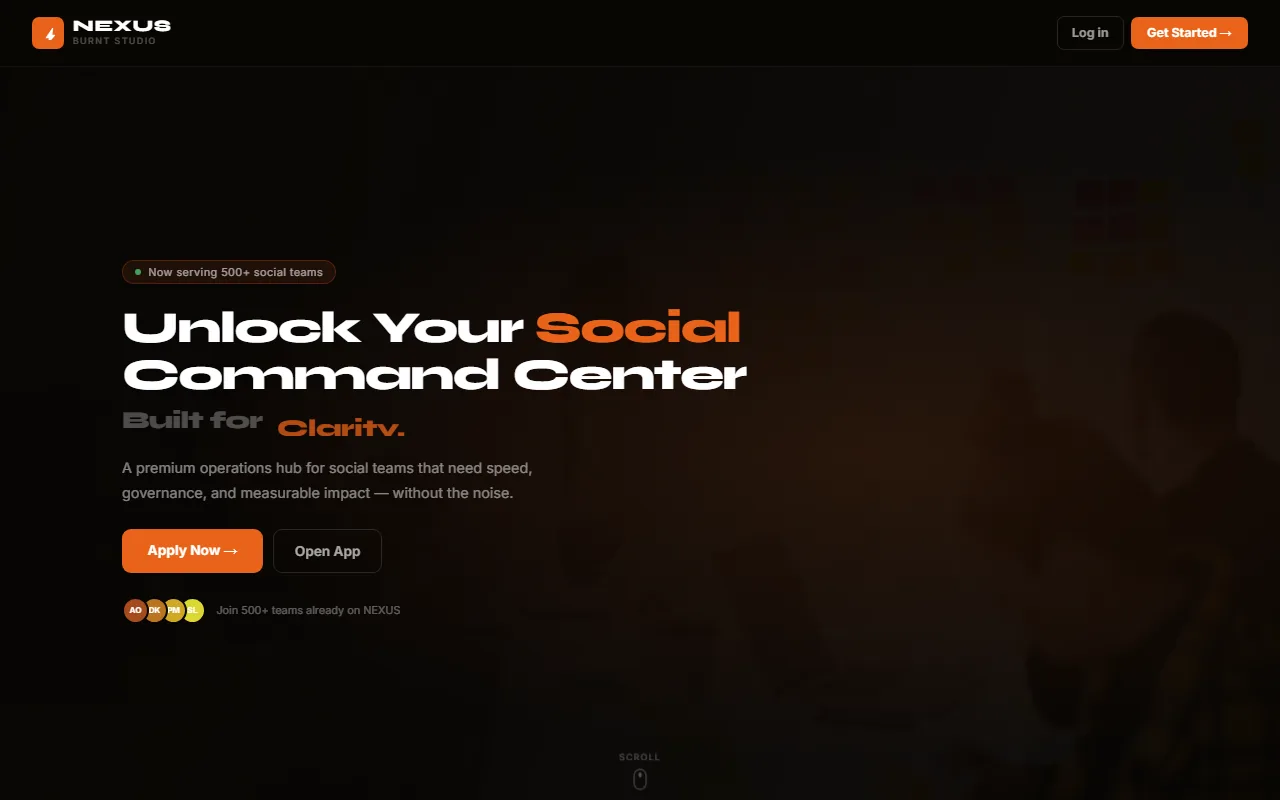 NEXUS
BURNT STUDIO
Log in
Get Started →
Now serving 500+ social teams
Unlock Your Social
Command Center
Built for Clarity.
A premium operations hub for social teams that need speed,
governance, and measurable impact — without the noise.
Apply Now →
Open App
AO DK PM SL
Join 500+ teams already on NEXUS
SCROLL